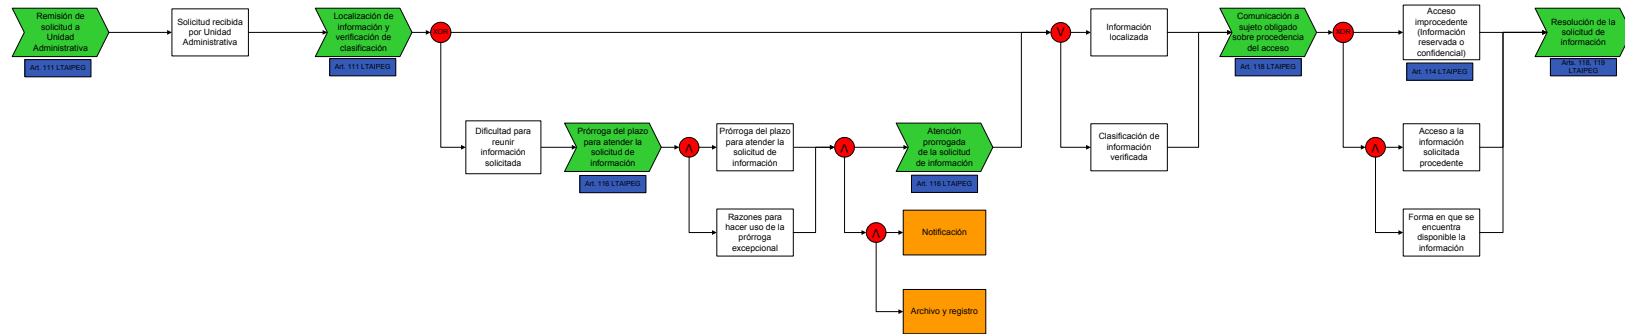 Remisión de
solicitud a
Unidad
Administrativa
Art. 111 LTAIPEG
Solicitud recibida
por Unidad
Administrativa
Localización de
información y
verificación de
clasificación
Art. 111 LTAIPEG
XOR
Dificultad para
reunir
información
solicitada
Prórroga del plazo
para atender la
solicitud de
información
Art. 116 LTAIPEG
Λ
Prórroga del plazo
para atender la
solicitud de
información
Razones para
hacer uso de la
prórroga
excepcional
Λ
Atención
prorrogada
de la solicitud
de información
Art. 116 LTAIPEG
Λ
Notificación
Archivo y registro
V
Información
localizada
Clasificación de
información
verificada
Comunicación a
sujeto obligado
sobre procedencia
del acceso
Art. 118 LTAIPEG
XOR
Acceso
improcedente
(Información
reservada o
confidencial)
Art. 114 LTAIPEG
Λ
Acceso a la
información
solicitada
procedente
Forma en que se
encuentra
disponible la
información
Resolución de la
solicitud de
información
Arts. 118, 119
LTAIPEG